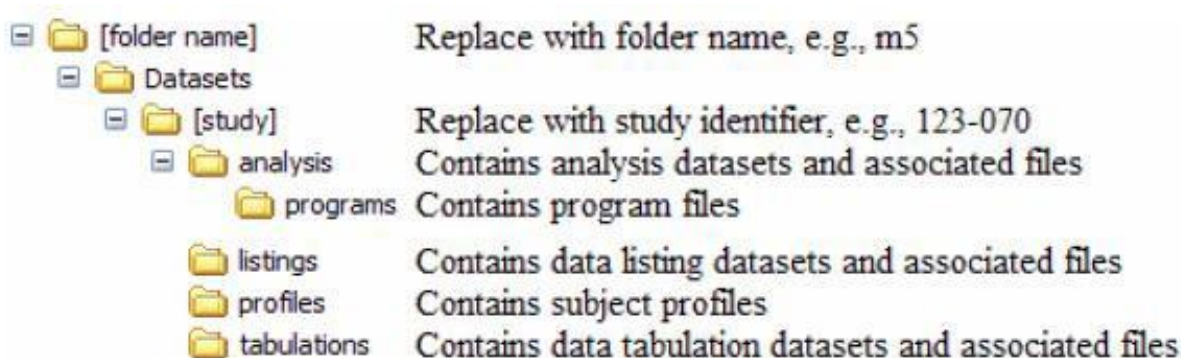 [folder name] Replace with folder name, e.g., m5
Datasets
[study] Replace with study identifier, e.g., 123-070
analysis Contains analysis datasets and associated files
programs Contains program files
listings Contains data listing datasets and associated files
profiles Contains subject profiles
tabulations Contains data tabulation datasets and associated files